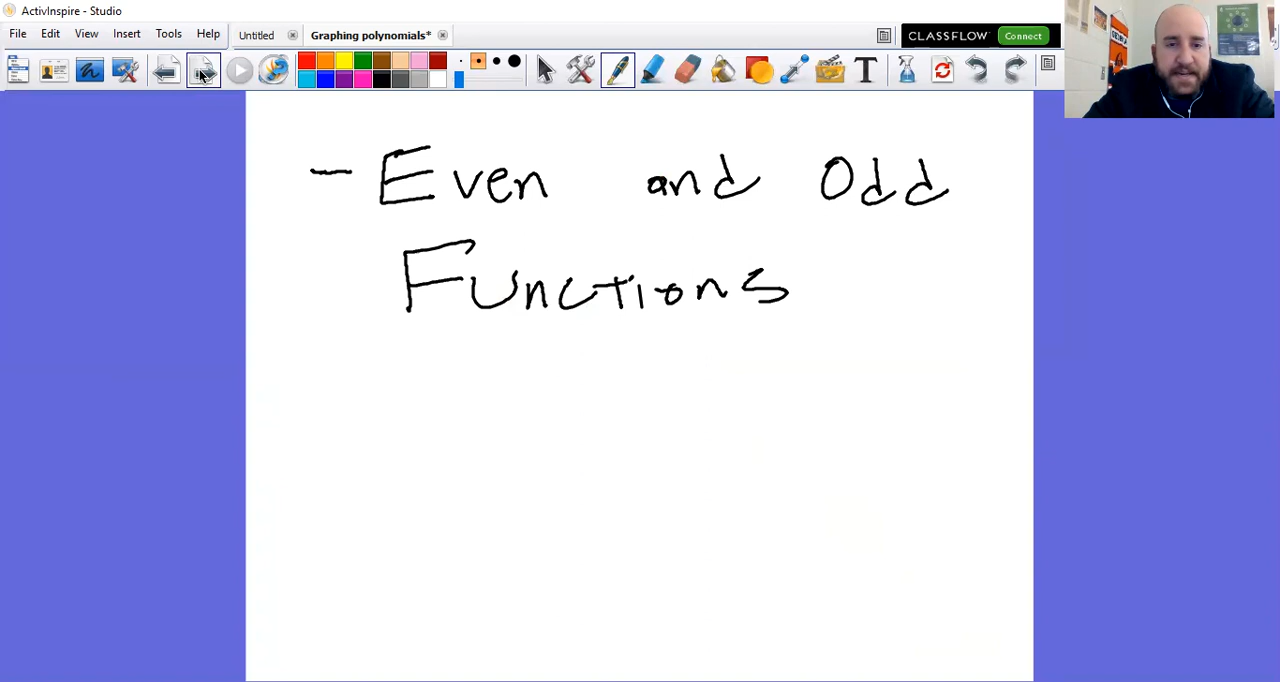 ActivInspire - Studio
File Edit View Insert Tools Help
Untitled
Graphing polynomials*
CLASSFLOW Connect
T
- Even and Odd
Functions